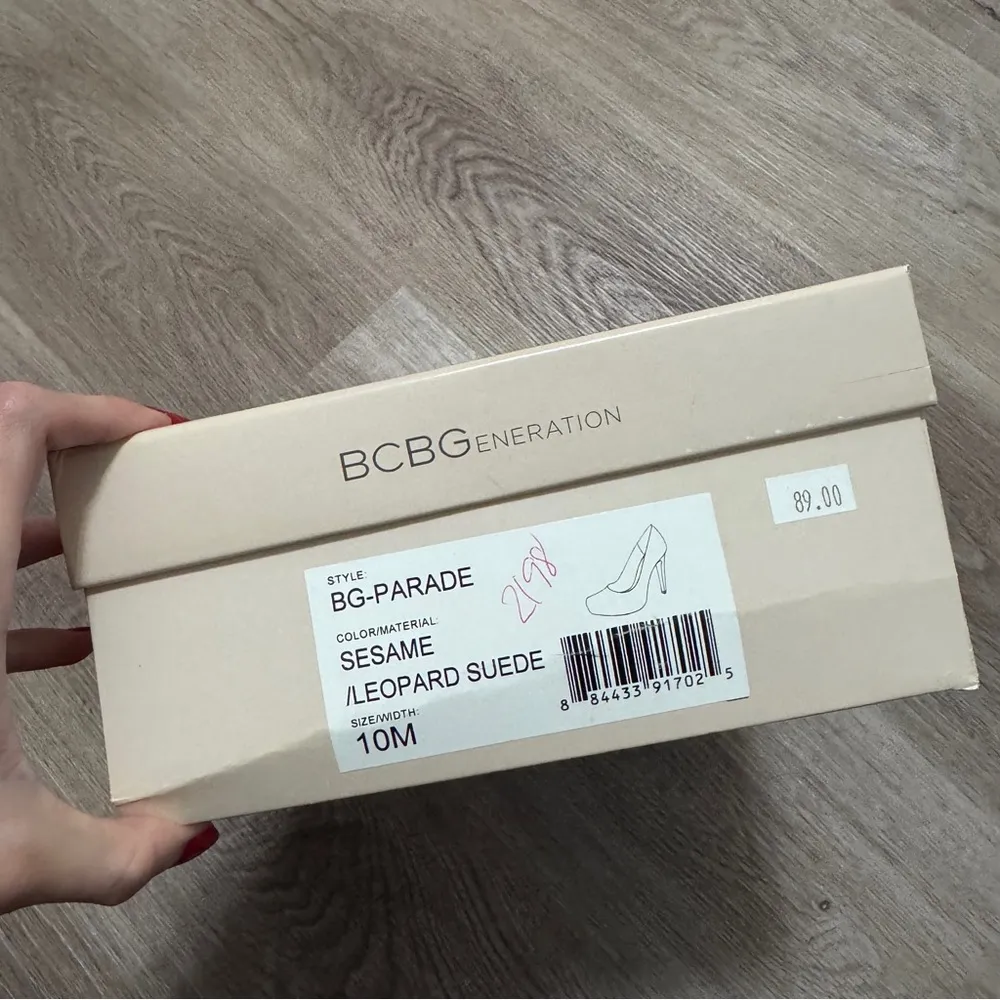 BCBGENERATION
89.00
STYLE:
BG-PARADE
2198
COLOR/MATERIAL:
SESAME
/LEOPARD SUEDE
SIZE/WIDTH:
10M
8 84433 91702 5